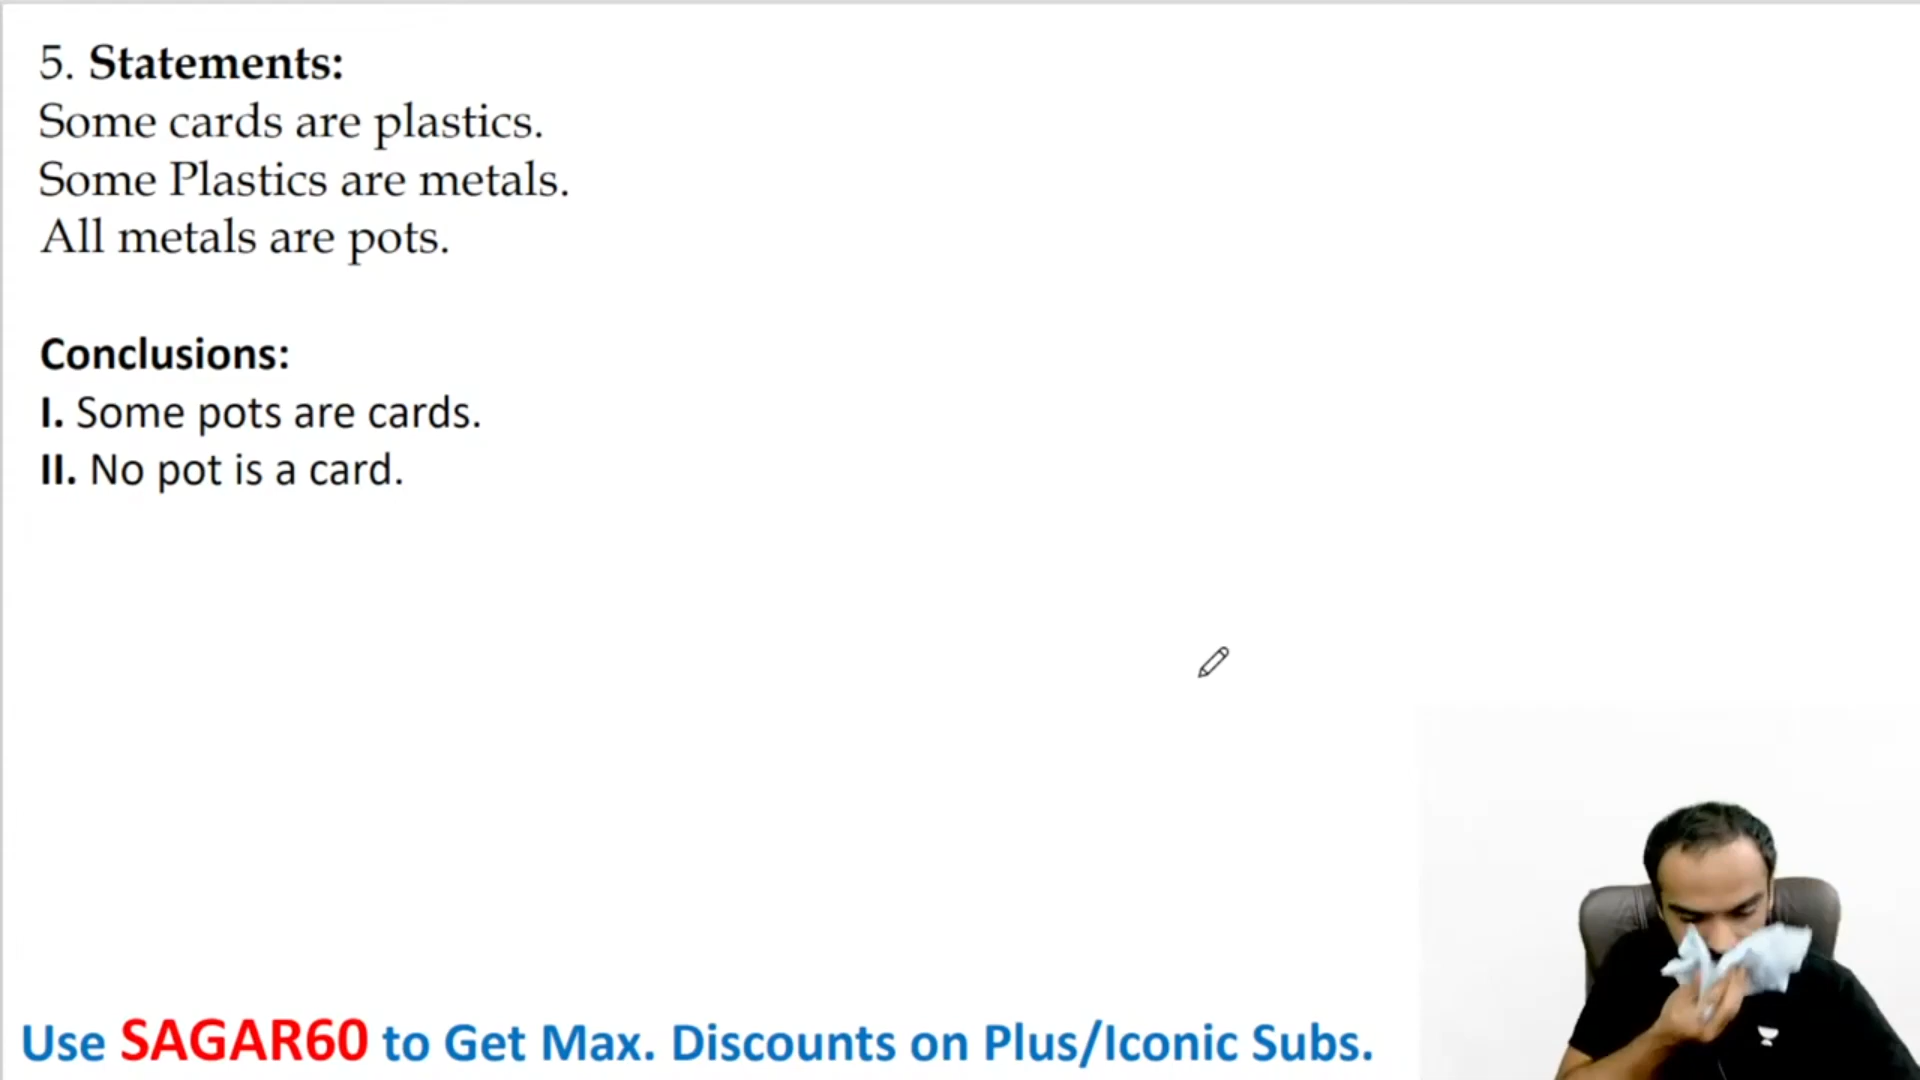 5. Statements:
Some cards are plastics.
Some Plastics are metals.
All metals are pots.
Conclusions:
I. Some pots are cards.
II. No pot is a card.
Use SAGAR60 to Get Max. Discounts on Plus/Iconic Subs.